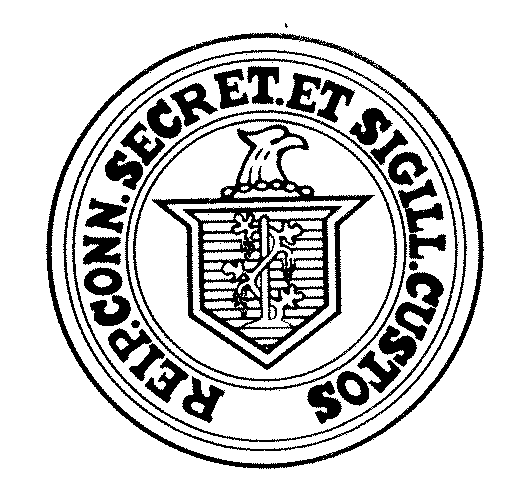 REIP. CONN. SECRET. ET SIGILL. CUSTOS